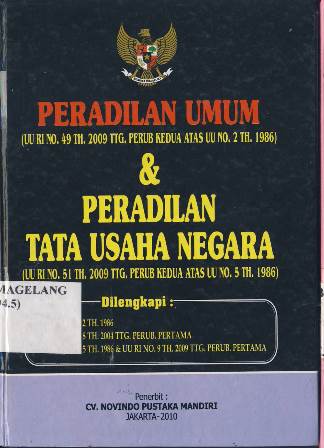 PERADILAN UMUM
(UU RI NO. 49 TH. 2009 TTG. PERUB KEDUA ATAS UU NO. 2 TH. 1986)
&
PERADILAN
TATA USAHA NEGARA
(UU RI NO. 51 TH. 2009 TTG. PERUB KEDUA ATAS UU NO. 5 TH. 1986)
MAGELANG
04.5)
Dilengkapi :
2 TH. 1986
TH. 2001 TTG. PERUB. PERTAMA
5 TH. 1986 & UU RI NO. 9 TH. 2009 TTG. PERUB. PERTAMA
Penerbit :
CV. NOVINDO PUSTAKA MANDIRI
JAKARTA-2010